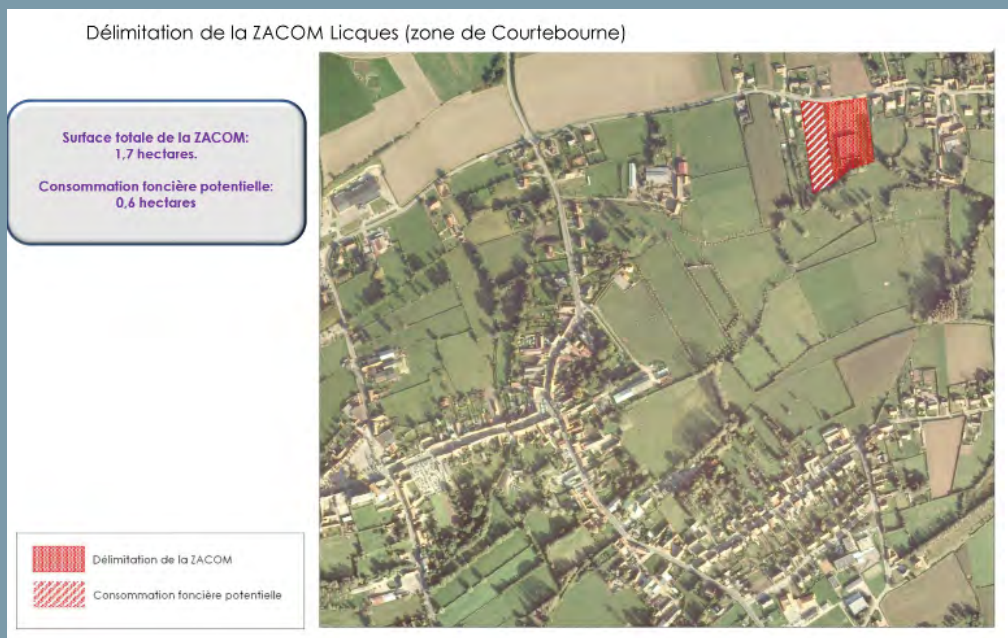 Délimitation de la ZACOM Licques (zone de Courtebourne)
Surface totale de la ZACOM:
1,7 hectares.
Consommation foncière potentielle:
0,6 hectares
Délimitation de la ZACOM
Consommation foncière potentielle